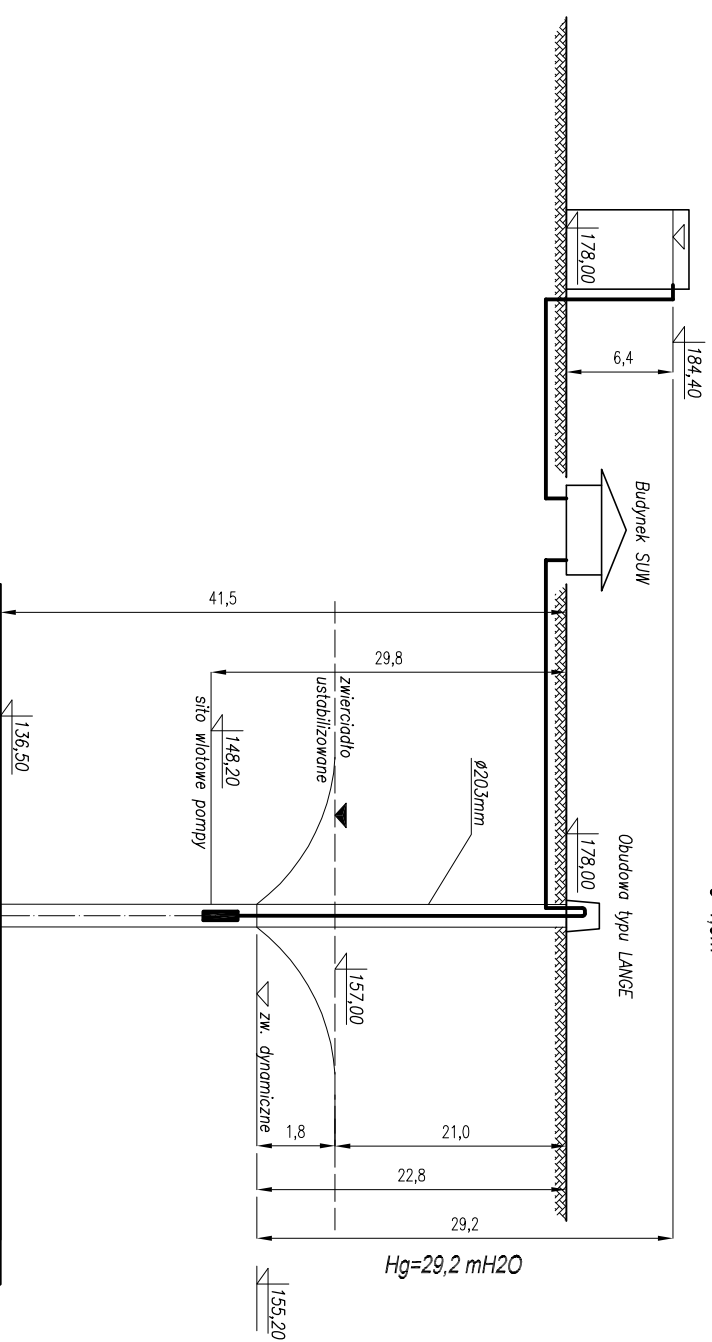 184,40
178,00
6,4
Budynek SUW
41,5
29,8
zwierciadło
ustabilizowane
148,20
sito wlotowe pompy
136,50
ø203mm
178,00
Obudowa typu LANGE
157,00
zw. dynamiczne
1,8
21,0
22,8
29,2
Hg=29,2 mH2O
155,20